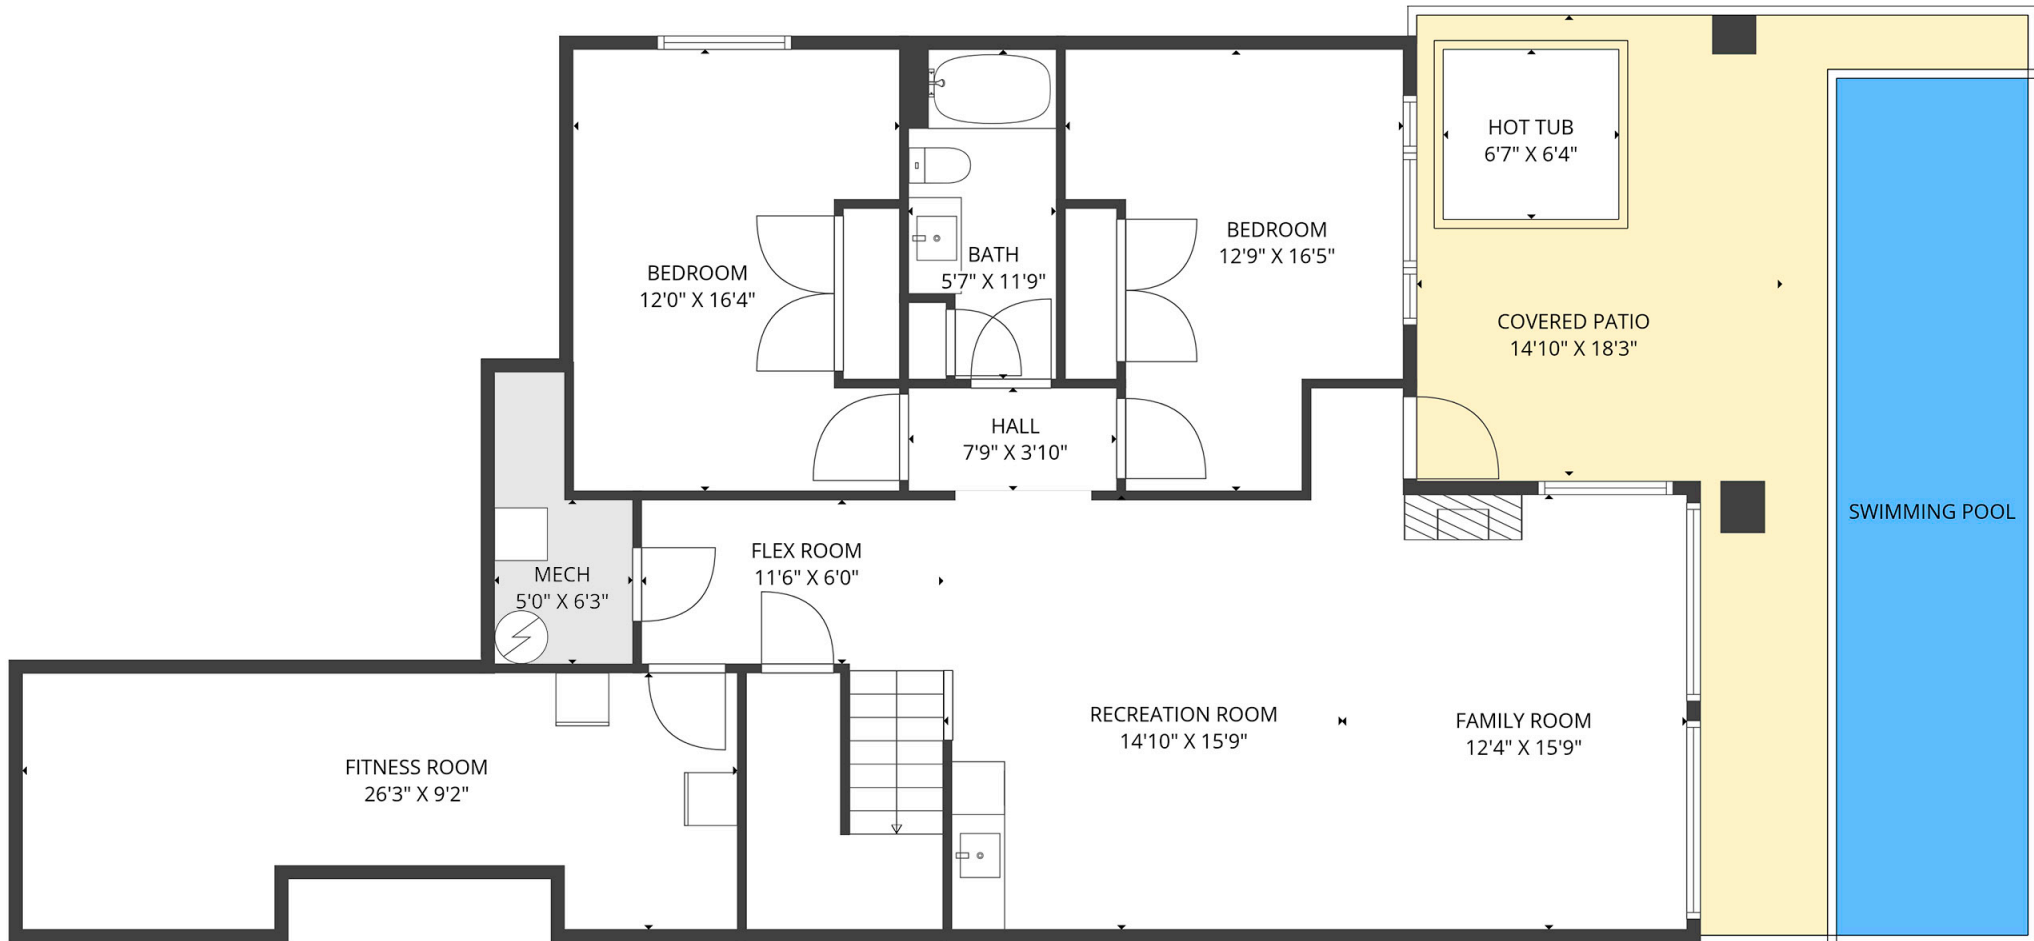 HOT TUB
6'7" X 6'4"
BEDROOM
12'9" X 16'5"
BATH
5'7" X 11'9"
BEDROOM
12'0" X 16'4"
COVERED PATIO
14'10" X 18'3"
HALL
7'9" X 3'10"
SWIMMING POOL
FLEX ROOM
11'6" X 6'0"
MECH
5'0" X 6'3"
RECREATION ROOM
14'10" X 15'9"
FAMILY ROOM
12'4" X 15'9"
FITNESS ROOM
26'3" X 9'2"